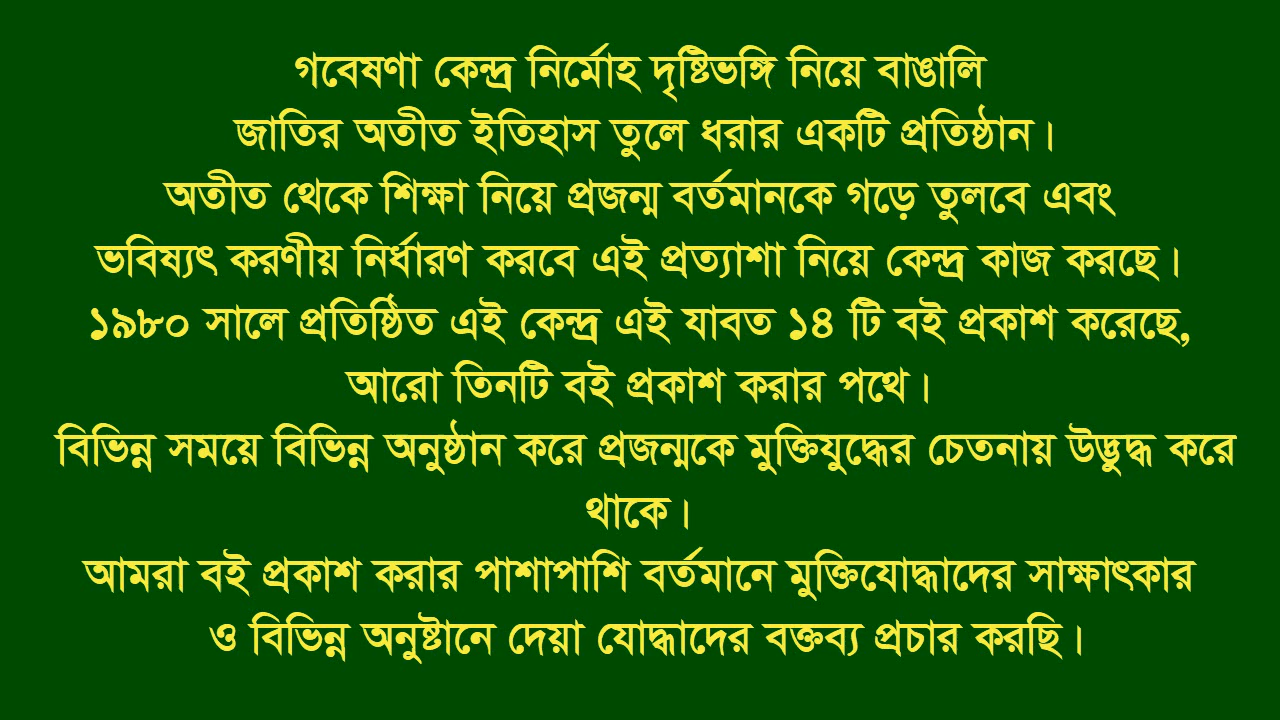 গবেষণা কেন্দ্র নির্মোহ দৃষ্টিভঙ্গি নিয়ে বাঙালি
জাতির অতীত ইতিহাস তুলে ধরার একটি প্রতিষ্ঠান।
অতীত থেকে শিক্ষা নিয়ে প্রজন্ম বর্তমানকে গড়ে তুলবে এবং
ভবিষ্যৎ করণীয় নির্ধারণ করবে এই প্রত্যাশা নিয়ে কেন্দ্র কাজ করছে।
১৯৮০ সালে প্রতিষ্ঠিত এই কেন্দ্র এই যাবত ১৪ টি বই প্রকাশ করেছে,
আরো তিনটি বই প্রকাশ করার পথে।
বিভিন্ন সময়ে বিভিন্ন অনুষ্ঠান করে প্রজন্মকে মুক্তিযুদ্ধের চেতনায় উদ্ভুদ্ধ করে
থাকে।
আমরা বই প্রকাশ করার পাশাপাশি বর্তমানে মুক্তিযোদ্ধাদের সাক্ষাৎকার
ও বিভিন্ন অনুষ্টানে দেয়া যোদ্ধাদের বক্তব্য প্রচার করছি।